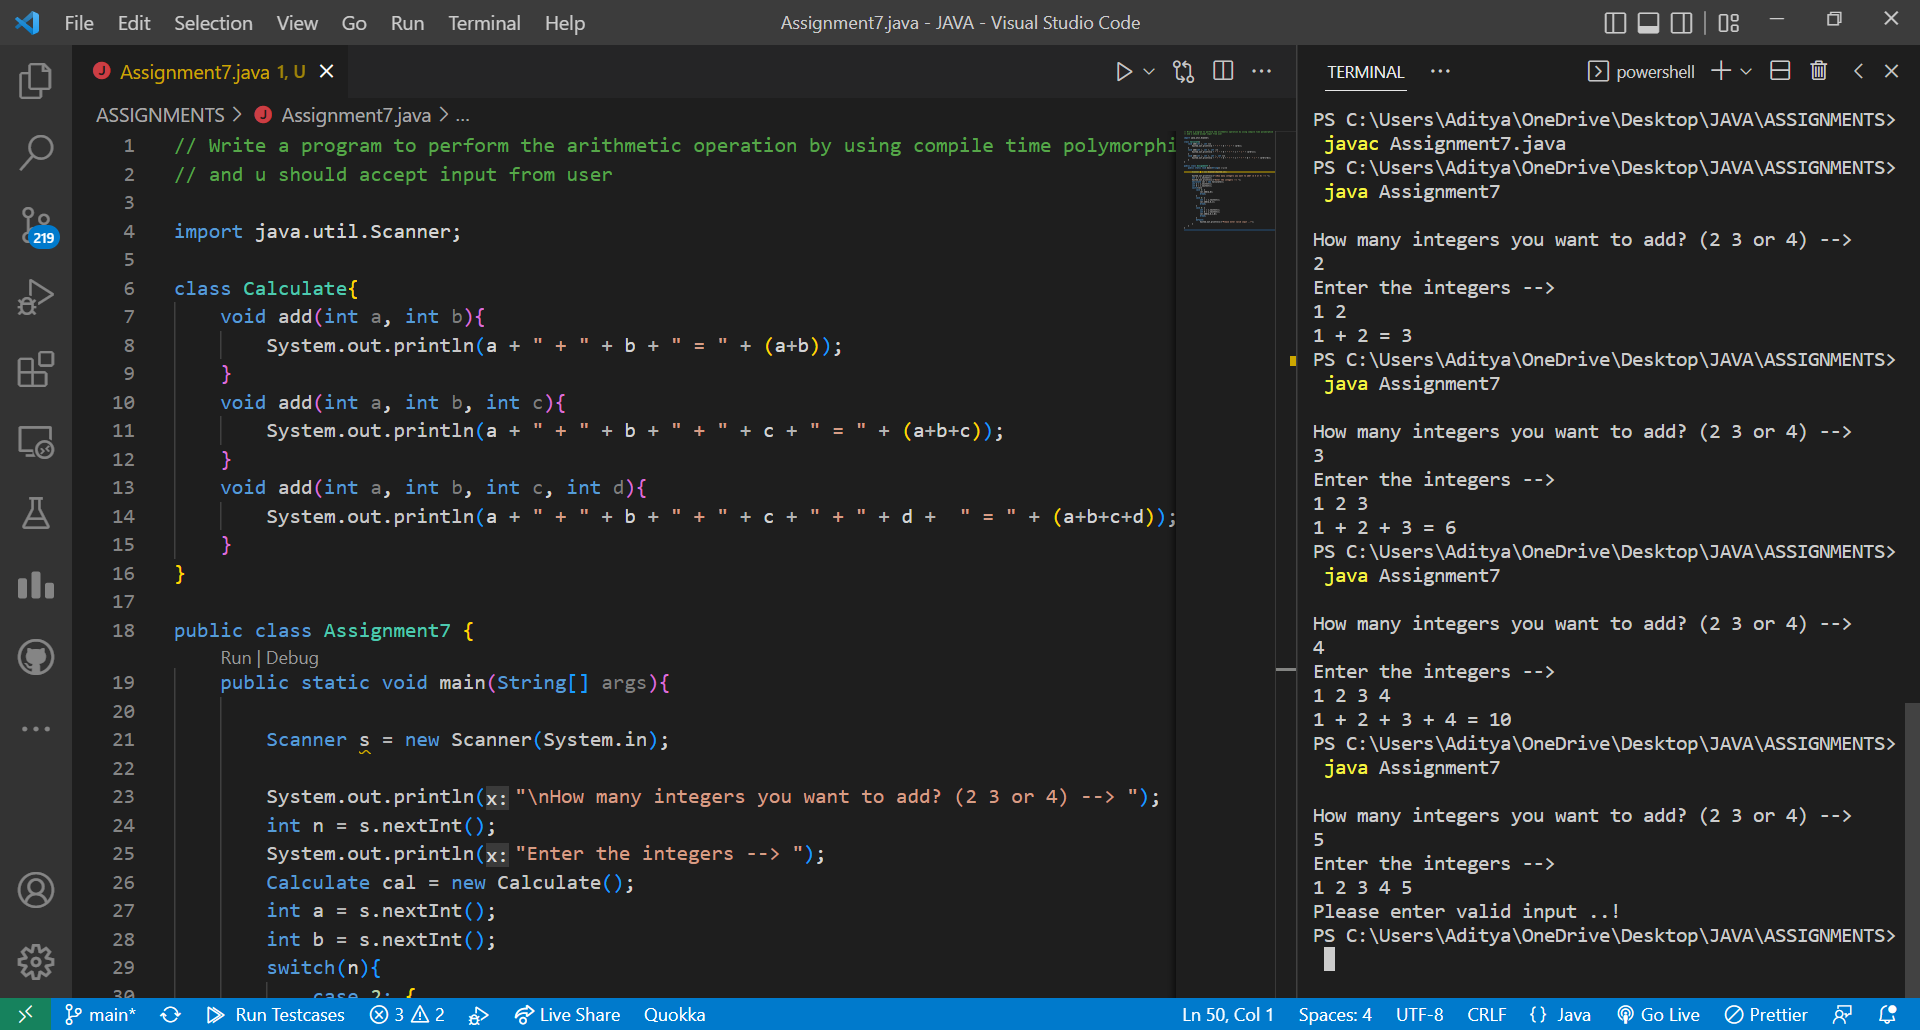 File Edit Selection View Go Run Terminal Help
Assignment7.java - JAVA - Visual Studio Code
Assignment7.java 1, U
ASSIGNMENTS > Assignment7.java > ...
1 // Write a program to perform the arithmetic operation by using compile time polymorphi
2 // and u should accept input from user
3
4 import java.util.Scanner;
5
6 class Calculate{
7 void add(int a, int b){
8 System.out.println(a + " + " + b + " = " + (a+b));
9 }
10 void add(int a, int b, int c){
11 System.out.println(a + " + " + b + " + " + c + " = " + (a+b+c));
12 }
13 void add(int a, int b, int c, int d){
14 System.out.println(a + " + " + b + " + " + c + " + " + d +  " = " + (a+b+c+d));
15 }
16 }
17
18 public class Assignment7 {
Run | Debug
19 public static void main(String[] args){
20
21 Scanner s = new Scanner(System.in);
22
23 System.out.println(x: "\nHow many integers you want to add? (2 3 or 4) --> ");
24 int n = s.nextInt();
25 System.out.println(x: "Enter the integers --> ");
26 Calculate cal = new Calculate();
27 int a = s.nextInt();
28 int b = s.nextInt();
29 switch(n){
30 case 2: {
TERMINAL ... powershell
PS C:\Users\Aditya\OneDrive\Desktop\JAVA\ASSIGNMENTS>
javac Assignment7.java
PS C:\Users\Aditya\OneDrive\Desktop\JAVA\ASSIGNMENTS>
java Assignment7
How many integers you want to add? (2 3 or 4) -->
2
Enter the integers -->
1 2
1 + 2 = 3
PS C:\Users\Aditya\OneDrive\Desktop\JAVA\ASSIGNMENTS>
java Assignment7
How many integers you want to add? (2 3 or 4) -->
3
Enter the integers -->
1 2 3
1 + 2 + 3 = 6
PS C:\Users\Aditya\OneDrive\Desktop\JAVA\ASSIGNMENTS>
java Assignment7
How many integers you want to add? (2 3 or 4) -->
4
Enter the integers -->
1 2 3 4
1 + 2 + 3 + 4 = 10
PS C:\Users\Aditya\OneDrive\Desktop\JAVA\ASSIGNMENTS>
java Assignment7
How many integers you want to add? (2 3 or 4) -->
5
Enter the integers -->
1 2 3 4 5
Please enter valid input ..!
PS C:\Users\Aditya\OneDrive\Desktop\JAVA\ASSIGNMENTS>
219
main* Run Testcases 3 2 Live Share Quokka Ln 50, Col 1 Spaces: 4 UTF-8 CRLF {} Java Go Live Prettier